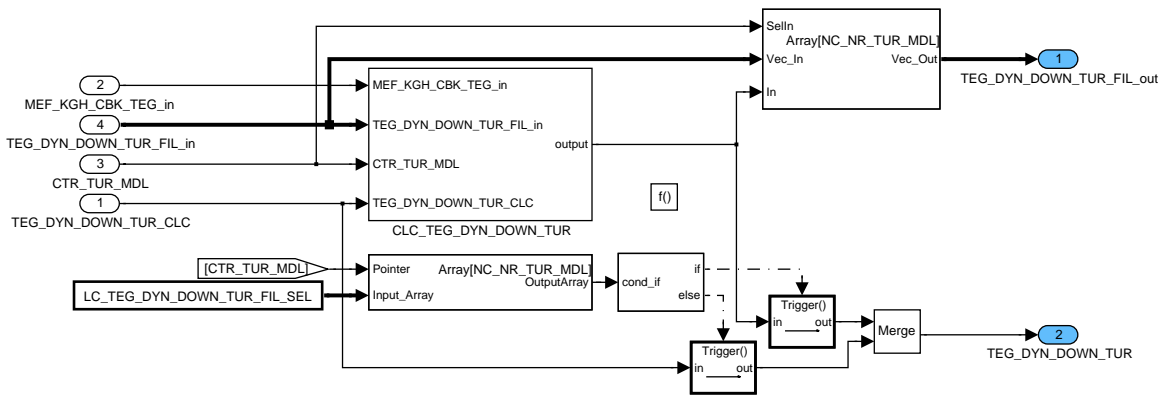 SelIn
Array[NC_NR_TUR_MDL]
Vec_In
Vec_Out
In
1
TEG_DYN_DOWN_TUR_FIL_out
2
MEF_KGH_CBK_TEG_in
4
TEG_DYN_DOWN_TUR_FIL_in
3
CTR_TUR_MDL
1
TEG_DYN_DOWN_TUR_CLC
MEF_KGH_CBK_TEG_in
TEG_DYN_DOWN_TUR_FIL_in
output
CTR_TUR_MDL
TEG_DYN_DOWN_TUR_CLC
CLC_TEG_DYN_DOWN_TUR
f()
[CTR_TUR_MDL]
LC_TEG_DYN_DOWN_TUR_FIL_SEL
Pointer
Array[NC_NR_TUR_MDL]
OutputArray
Input_Array
cond_if
if
else
Trigger()
in
out
Trigger()
in
out
Merge
2
TEG_DYN_DOWN_TUR